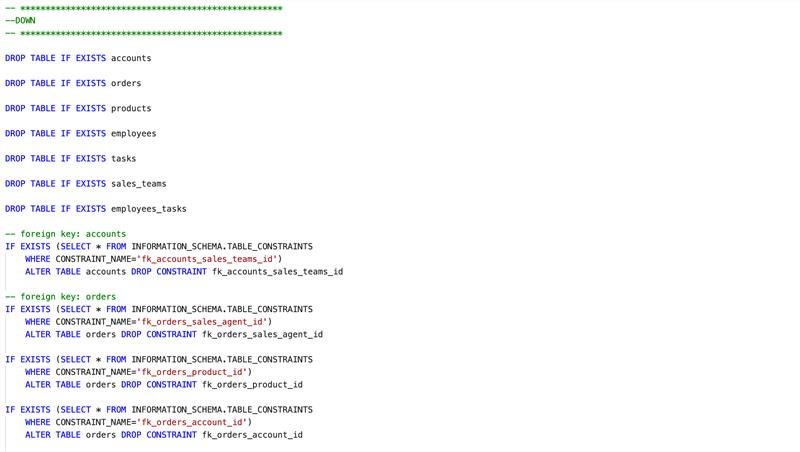 -- ****************************************************
--DOWN
-- ****************************************************
DROP TABLE IF EXISTS accounts
DROP TABLE IF EXISTS orders
DROP TABLE IF EXISTS products
DROP TABLE IF EXISTS employees
DROP TABLE IF EXISTS tasks
DROP TABLE IF EXISTS sales_teams
DROP TABLE IF EXISTS employees_tasks
-- foreign key: accounts
IF EXISTS (SELECT * FROM INFORMATION_SCHEMA.TABLE_CONSTRAINTS
    WHERE CONSTRAINT_NAME='fk_accounts_sales_teams_id')
    ALTER TABLE accounts DROP CONSTRAINT fk_accounts_sales_teams_id
-- foreign key: orders
IF EXISTS (SELECT * FROM INFORMATION_SCHEMA.TABLE_CONSTRAINTS
    WHERE CONSTRAINT_NAME='fk_orders_sales_agent_id')
    ALTER TABLE orders DROP CONSTRAINT fk_orders_sales_agent_id
IF EXISTS (SELECT * FROM INFORMATION_SCHEMA.TABLE_CONSTRAINTS
    WHERE CONSTRAINT_NAME='fk_orders_product_id')
    ALTER TABLE orders DROP CONSTRAINT fk_orders_product_id
IF EXISTS (SELECT * FROM INFORMATION_SCHEMA.TABLE_CONSTRAINTS
    WHERE CONSTRAINT_NAME='fk_orders_account_id')
    ALTER TABLE orders DROP CONSTRAINT fk_orders_account_id